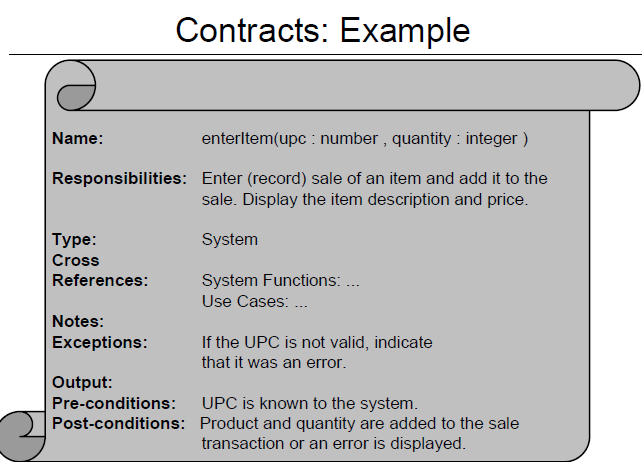 Contracts: Example
Name: enterItem(upc : number , quantity : integer )
Responsibilities: Enter (record) sale of an item and add it to the
sale. Display the item description and price.
Type: System
Cross
References: System Functions: ...
Use Cases: ...
Notes:
Exceptions: If the UPC is not valid, indicate
that it was an error.
Output:
Pre-conditions: UPC is known to the system.
Post-conditions: Product and quantity are added to the sale
transaction or an error is displayed.